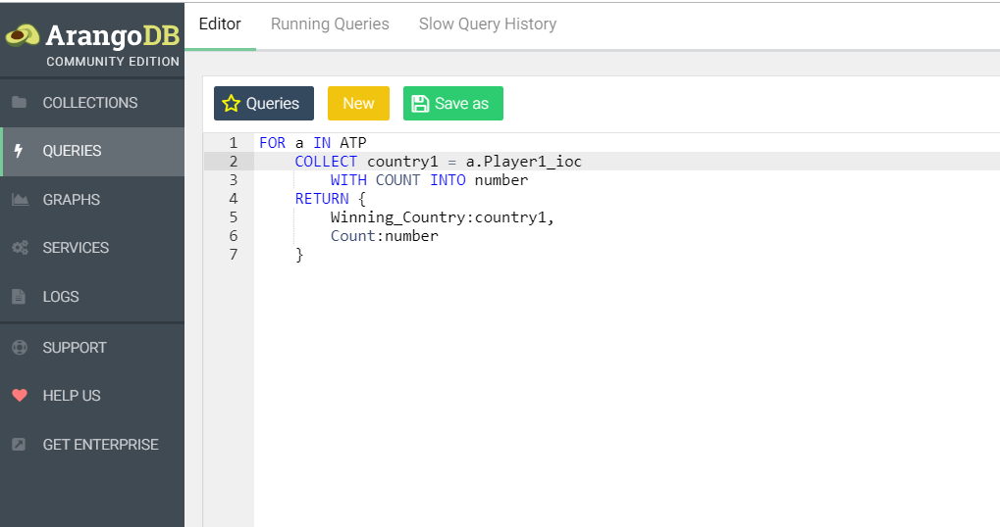 ArangoDB
COMMUNITY EDITION
COLLECTIONS
QUERIES
GRAPHS
SERVICES
LOGS
SUPPORT
HELP US
GET ENTERPRISE
Editor Running Queries Slow Query History
Queries New Save as
1 FOR a IN ATP
2 COLLECT country1 = a.Player1_ioc
3 WITH COUNT INTO number
4 RETURN {
5 Winning_Country:country1,
6 Count:number
7 }